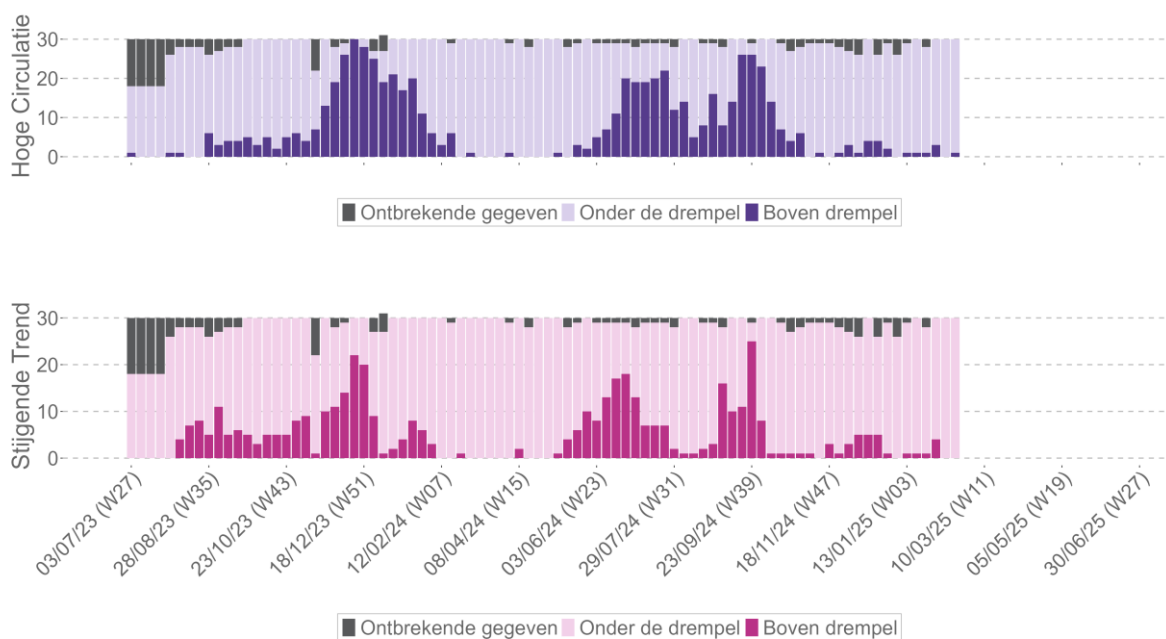 Hoge Circulatie
30
20
10
0
Ontbrekende gegeven Onder de drempel Boven drempel
Stijgende Trend
30
20
10
0
03/07/23 (W27)
28/08/23 (W35)
23/10/23 (W43)
18/12/23 (W51)
12/02/24 (W07)
08/04/24 (W15)
03/06/24 (W23)
29/07/24 (W31)
23/09/24 (W39)
18/11/24 (W47)
13/01/25 (W03)
10/03/25 (W11)
05/05/25 (W19)
30/06/25 (W27)
Ontbrekende gegeven Onder de drempel Boven drempel